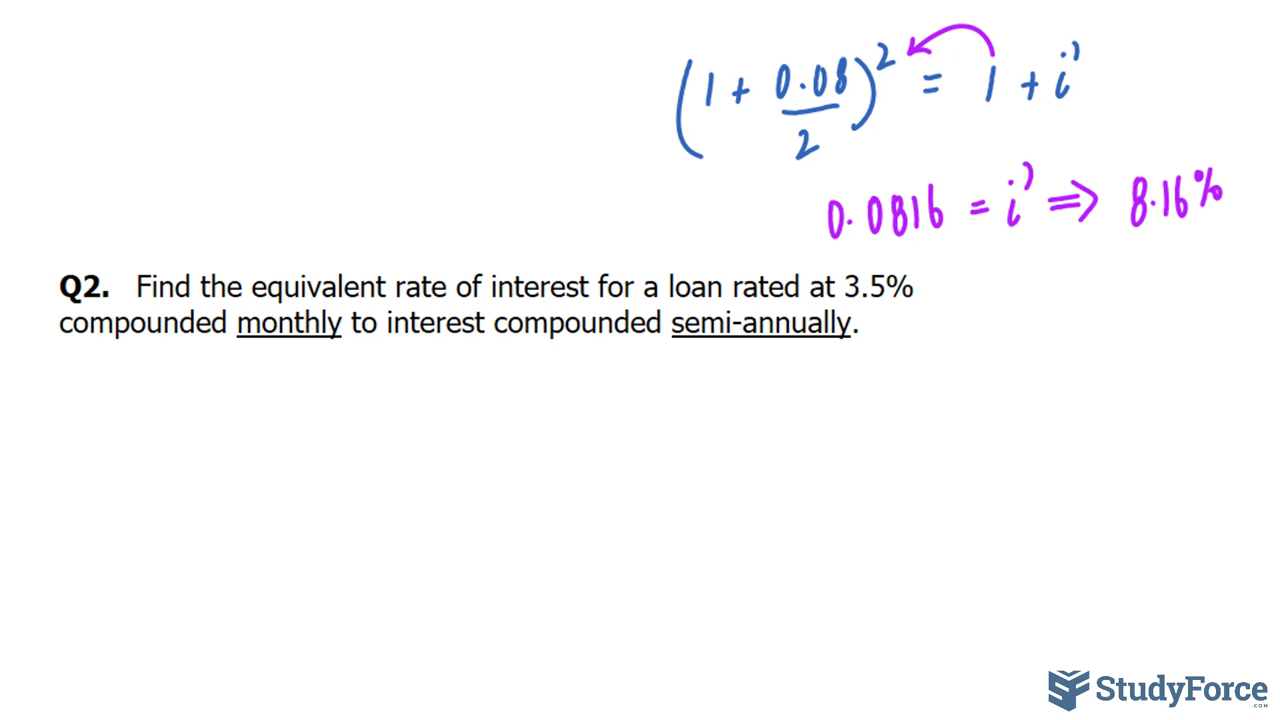 (1 + 0.08/2)² = 1 + i'
0.0816 = i' ⇒ 8.16%
Q2. Find the equivalent rate of interest for a loan rated at 3.5%
compounded monthly to interest compounded semi-annually.
StudyForce
.COM